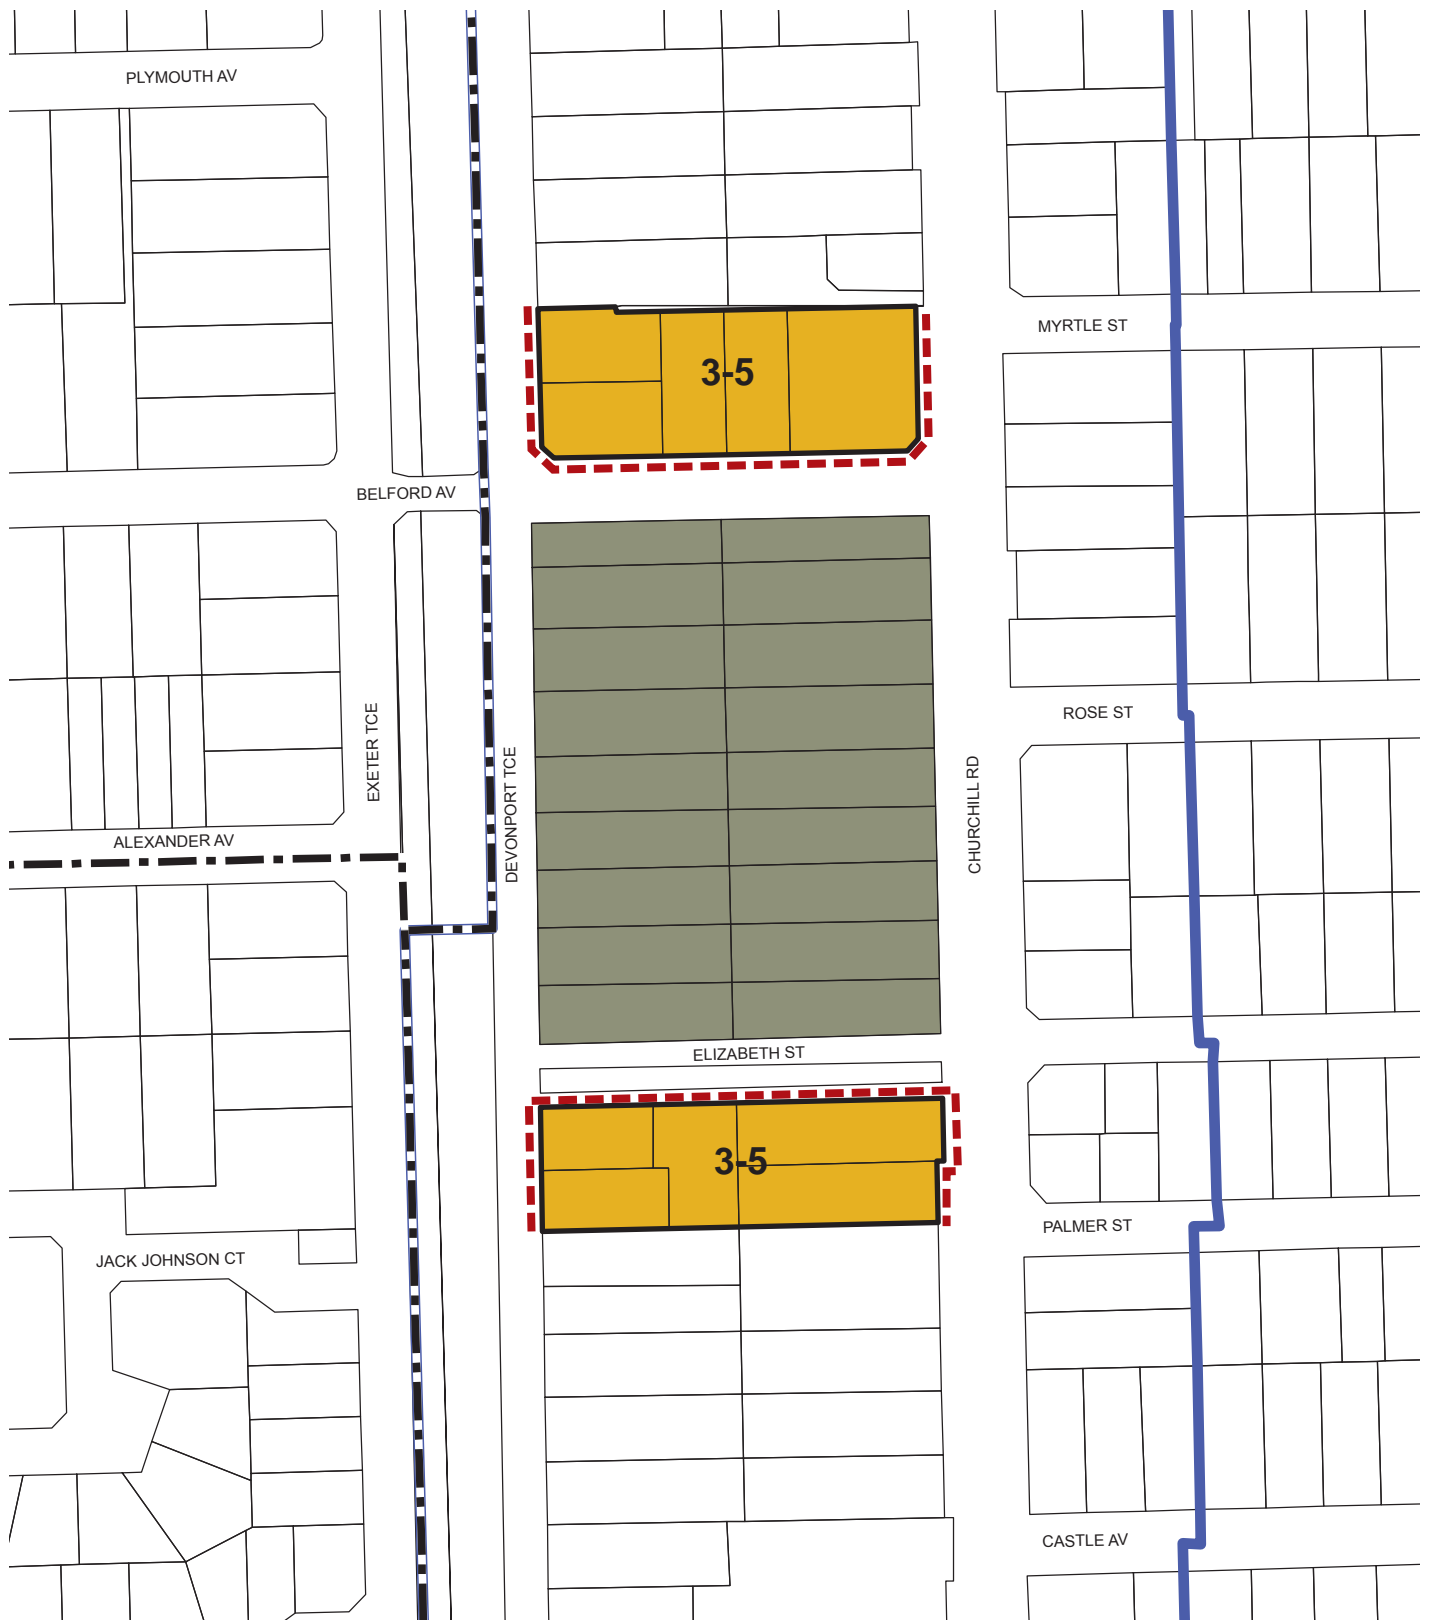 PLYMOUTH AV
MYRTLE ST
3-5
BELFORD AV
ROSE ST
EXETER TCE
DEVONPORT TCE
CHURCHILL RD
ALEXANDER AV
ELIZABETH ST
3-5
PALMER ST
JACK JOHNSON CT
CASTLE AV